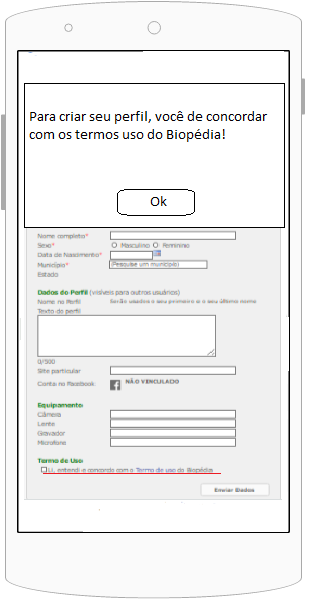 Para criar seu perfil, você de concordar
com os termos uso do Biopédia!
Ok
Nome completo*
Sexo* Masculino Feminino
Data de Nascimento*
Município* (Pesquise um município)
Estado
Dados do Perfil (visíveis para outros usuários)
Nome no Perfil Serão usados o seu primeiro e o seu último nome
Texto do perfil
0/500
Site particular
Conta no Facebook NÃO VINCULADO
Equipamento
Câmera
Lente
Gravador
Microfone
Termo de Uso
Li, entendi e concordo com o Termo de uso do Biopédia
Enviar Dados